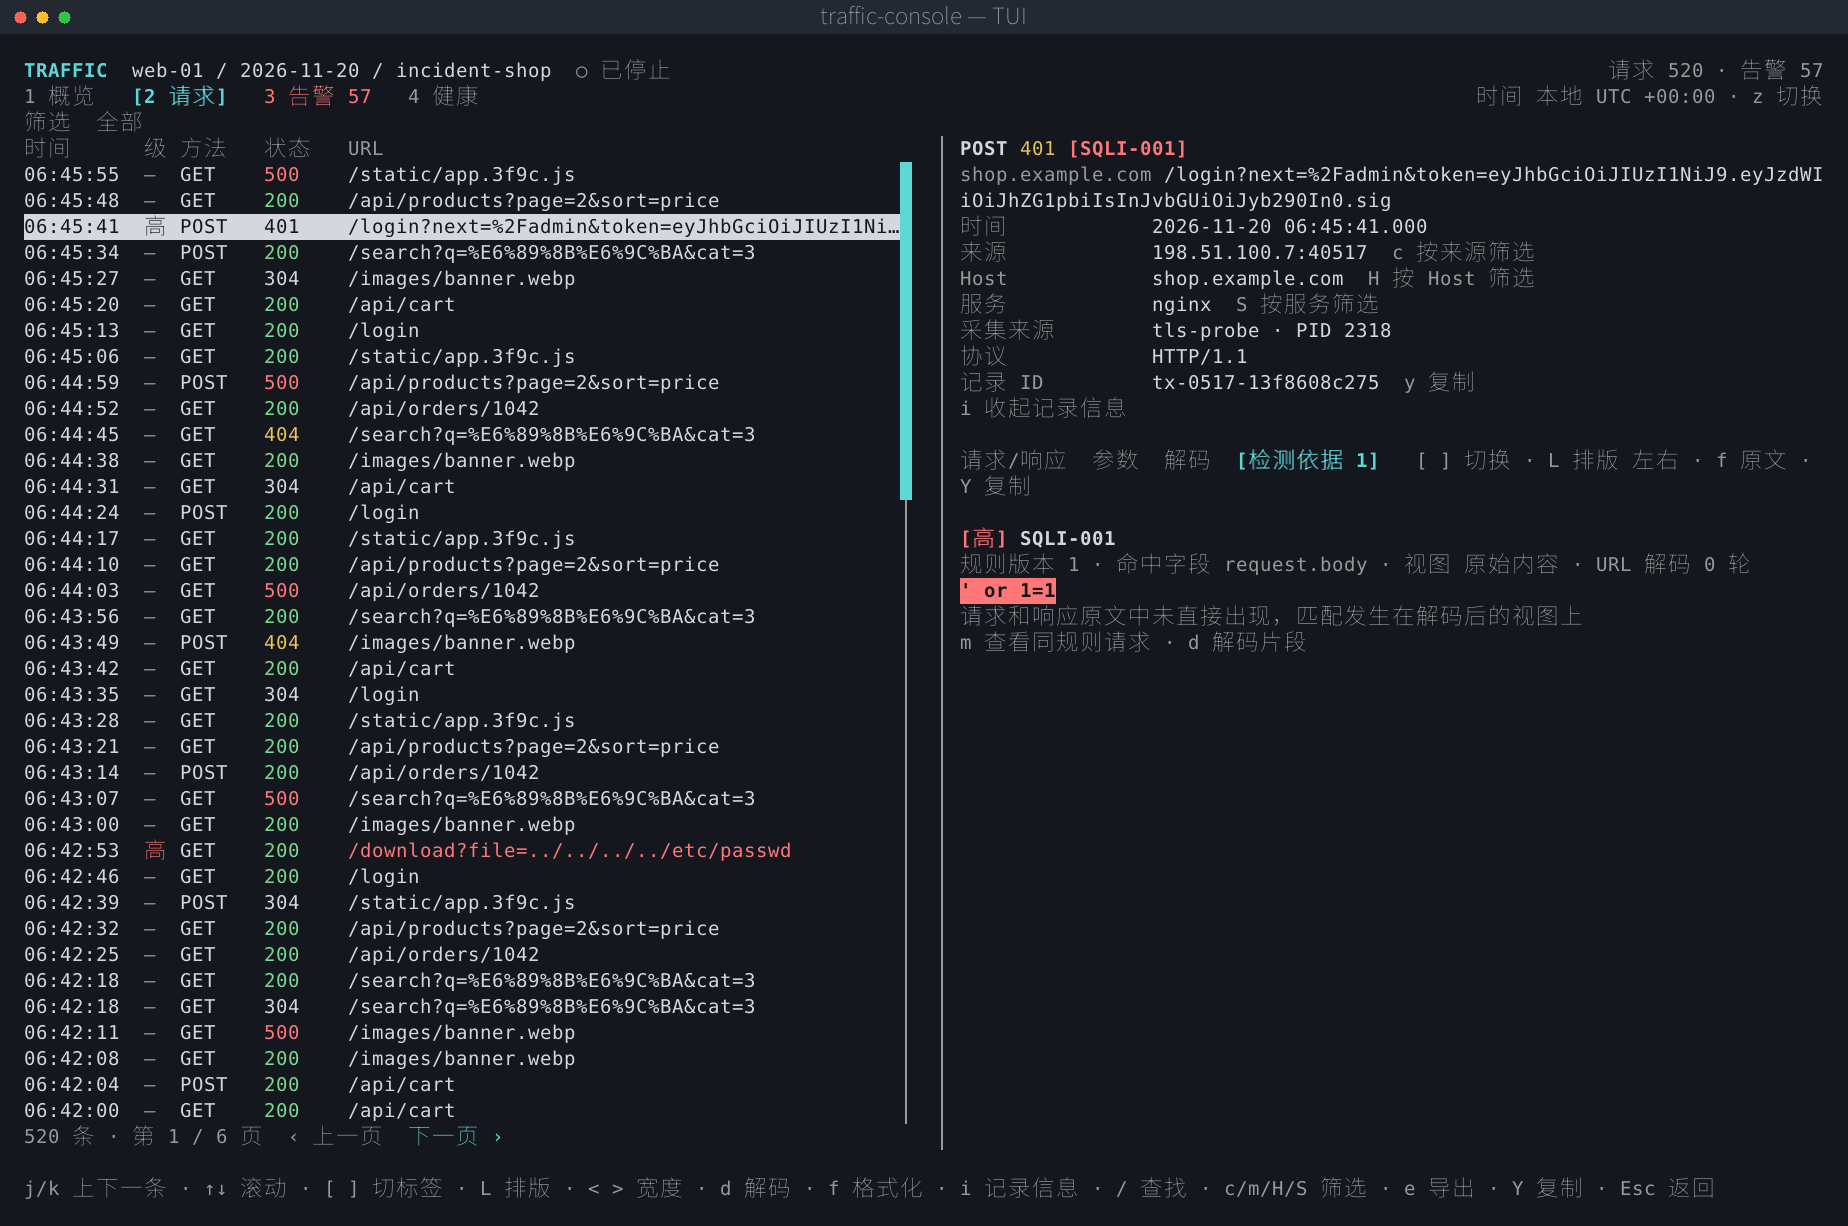 traffic-console — TUI
TRAFFIC  web-01 / 2026-11-20 / incident-shop  ○ 已停止  请求 520 · 告警 57
1 概览  [2 请求]  3 告警 57  4 健康  时间 本地 UTC +00:00 · z 切换
筛选  全部
时间  级  方法  状态  URL
06:45:55  —  GET  500  /static/app.3f9c.js
06:45:48  —  GET  200  /api/products?page=2&sort=price
06:45:41  高  POST  401  /login?next=%2Fadmin&token=eyJhbGciOiJIUzI1Ni…
06:45:34  —  POST  200  /search?q=%E6%89%8B%E6%9C%BA&cat=3
06:45:27  —  GET  304  /images/banner.webp
06:45:20  —  GET  200  /api/cart
06:45:13  —  GET  200  /login
06:45:06  —  GET  200  /static/app.3f9c.js
06:44:59  —  POST  500  /api/products?page=2&sort=price
06:44:52  —  GET  200  /api/orders/1042
06:44:45  —  GET  404  /search?q=%E6%89%8B%E6%9C%BA&cat=3
06:44:38  —  GET  200  /images/banner.webp
06:44:31  —  GET  304  /api/cart
06:44:24  —  POST  200  /login
06:44:17  —  GET  200  /static/app.3f9c.js
06:44:10  —  GET  200  /api/products?page=2&sort=price
06:44:03  —  GET  500  /api/orders/1042
06:43:56  —  GET  200  /search?q=%E6%89%8B%E6%9C%BA&cat=3
06:43:49  —  POST  404  /images/banner.webp
06:43:42  —  GET  200  /api/cart
06:43:35  —  GET  304  /login
06:43:28  —  GET  200  /static/app.3f9c.js
06:43:21  —  GET  200  /api/products?page=2&sort=price
06:43:14  —  POST  200  /api/orders/1042
06:43:07  —  GET  500  /search?q=%E6%89%8B%E6%9C%BA&cat=3
06:43:00  —  GET  200  /images/banner.webp
06:42:53  高  GET  200  /download?file=../../../../etc/passwd
06:42:46  —  GET  200  /login
06:42:39  —  POST  304  /static/app.3f9c.js
06:42:32  —  GET  200  /api/products?page=2&sort=price
06:42:25  —  GET  200  /api/orders/1042
06:42:18  —  GET  200  /search?q=%E6%89%8B%E6%9C%BA&cat=3
06:42:18  —  GET  304  /search?q=%E6%89%8B%E6%9C%BA&cat=3
06:42:11  —  GET  500  /images/banner.webp
06:42:08  —  GET  200  /images/banner.webp
06:42:04  —  POST  200  /api/cart
06:42:00  —  GET  200  /api/cart
520 条 · 第 1 / 6 页  ‹ 上一页  下一页 ›
POST 401 [SQLI-001]
shop.example.com /login?next=%2Fadmin&token=eyJhbGciOiJIUzI1NiJ9.eyJzdWI
iOiJhZG1pbiIsInJvbGUiOiJyb290In0.sig
时间  2026-11-20 06:45:41.000
来源  198.51.100.7:40517  c 按来源筛选
Host  shop.example.com  H 按 Host 筛选
服务  nginx  S 按服务筛选
采集来源  tls-probe · PID 2318
协议  HTTP/1.1
记录 ID  tx-0517-13f8608c275  y 复制
i 收起记录信息
请求/响应  参数  解码  [检测依据 1]  [ ] 切换 · L 排版 左右 · f 原文 ·
Y 复制
[高] SQLI-001
规则版本 1 · 命中字段 request.body · 视图 原始内容 · URL 解码 0 轮
' or 1=1
请求和响应原文中未直接出现，匹配发生在解码后的视图上
m 查看同规则请求 · d 解码片段
j/k 上下一条 · ↑↓ 滚动 · [ ] 切标签 · L 排版 · < > 宽度 · d 解码 · f 格式化 · i 记录信息 · / 查找 · c/m/H/S 筛选 · e 导出 · Y 复制 · Esc 返回